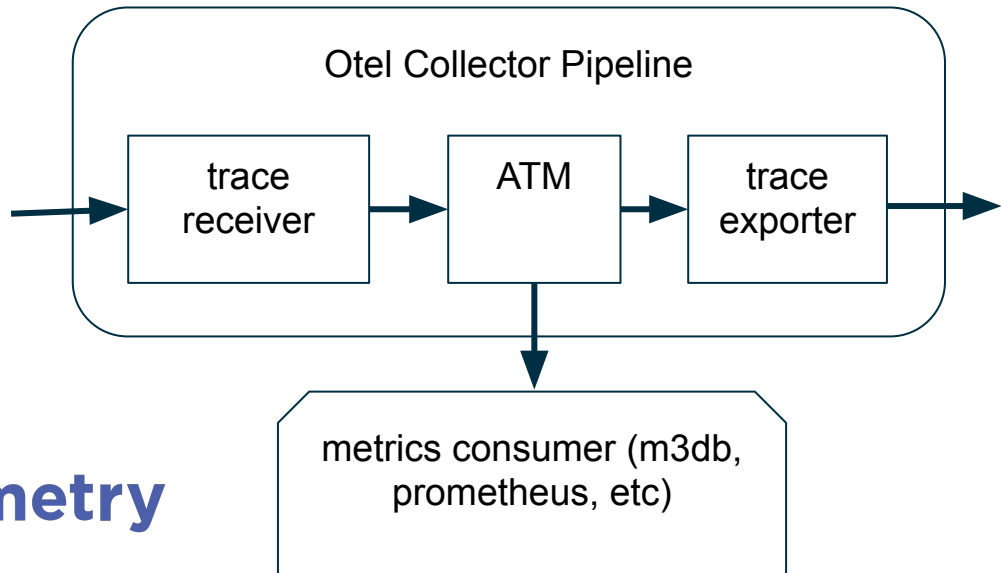 Otel Collector Pipeline
trace
receiver
ATM
trace
exporter
metrics consumer (m3db,
prometheus, etc)
metry